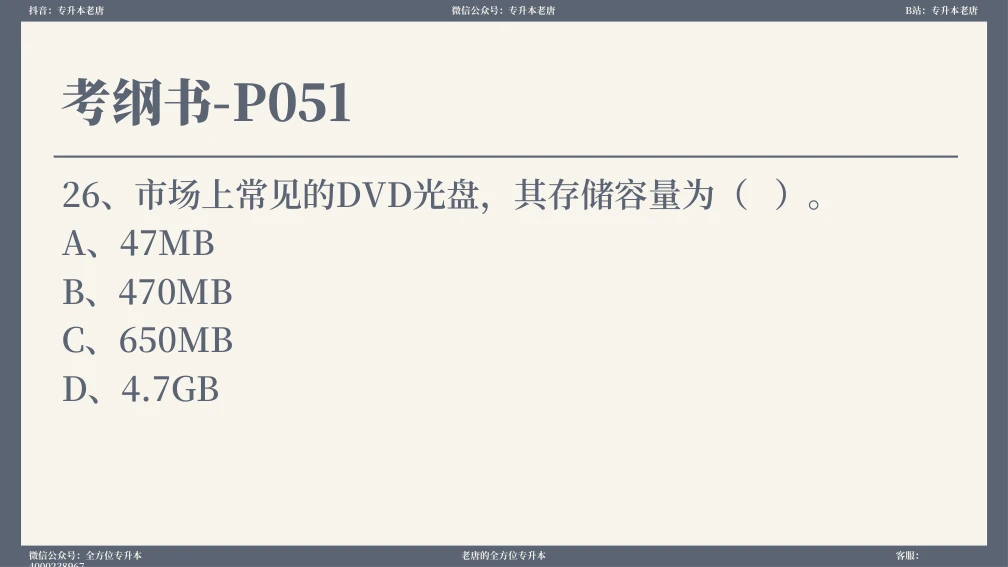 抖音：专升本老唐
微信公众号：专升本老唐
B站：专升本老唐
考纲书-P051
26、市场上常见的DVD光盘，其存储容量为（  ）。
A、47MB
B、470MB
C、650MB
D、4.7GB
微信公众号：全方位专升本
老唐的全方位专升本
客服：
4000238967